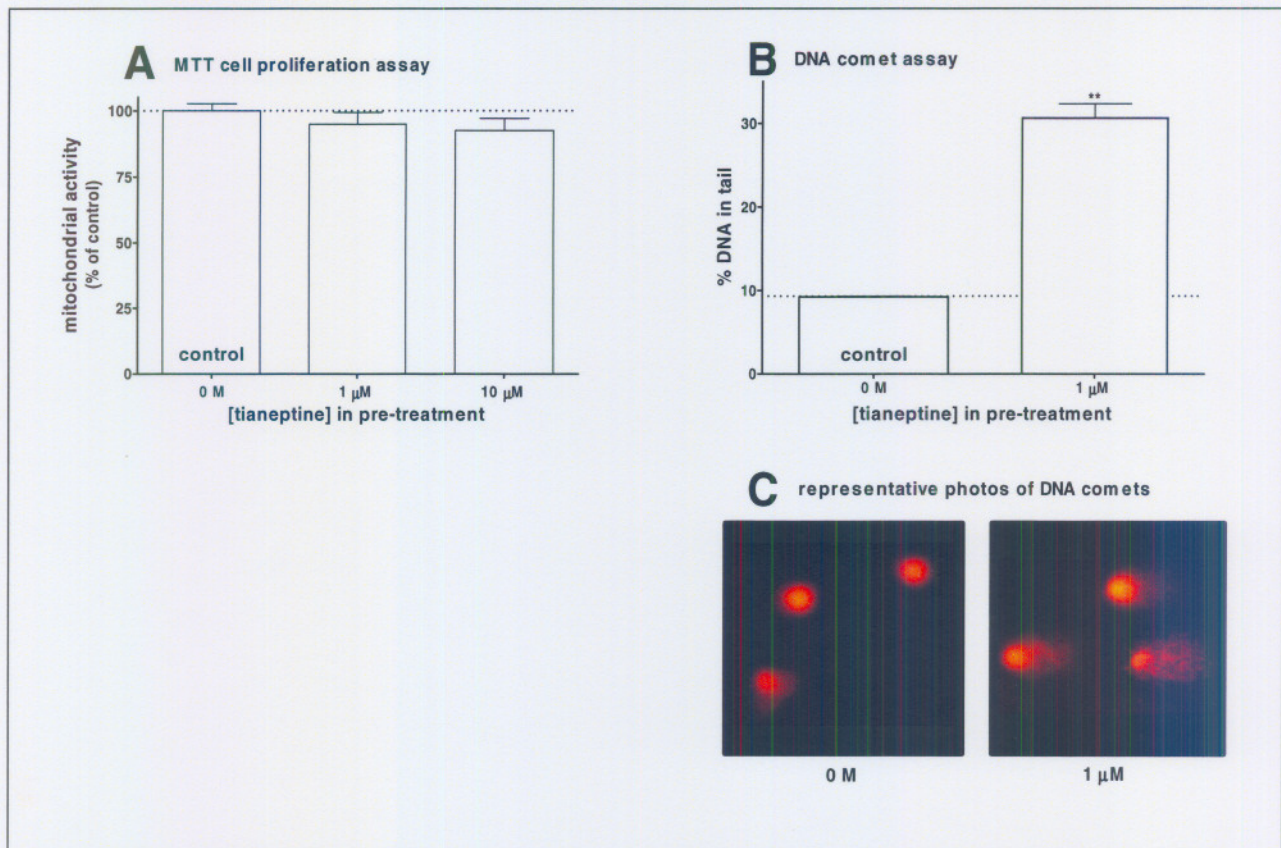 A MTT cell proliferation assay
mitochondrial activity
(% of control)
100
75
50
25
0
control
0 M
1 µM
10 µM
[tianeptine] in pre-treatment
B DNA comet assay
% DNA in tail
30
20
10
0
**
control
0 M
1 µM
[tianeptine] in pre-treatment
C representative photos of DNA comets
0 M
1 µM